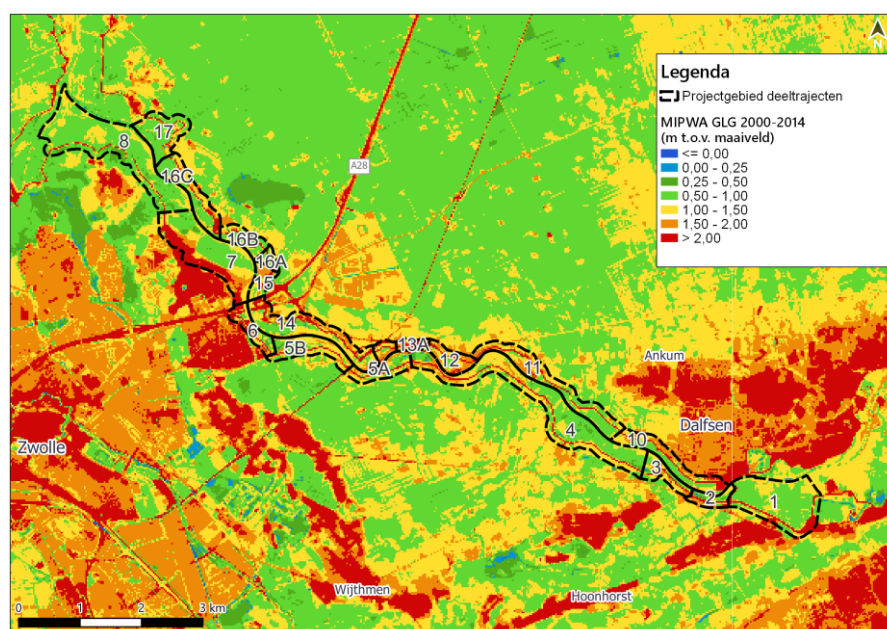 N
Legenda
Projectgebied deeltrajecten
MIPWA GLG 2000-2014
(m t.o.v. maaiveld)
<= 0,00
0,00 - 0,25
0,25 - 0,50
0,50 - 1,00
1,00 - 1,50
1,50 - 2,00
> 2,00
17
8
A28
16C
16B
7
16A
15
14
6
5B
13A
5A
12
11
Ankum
4
10
Dalfsen
Zwolle
3
2
1
Wijthmen
Hoonhorst
0 1 2 3 km